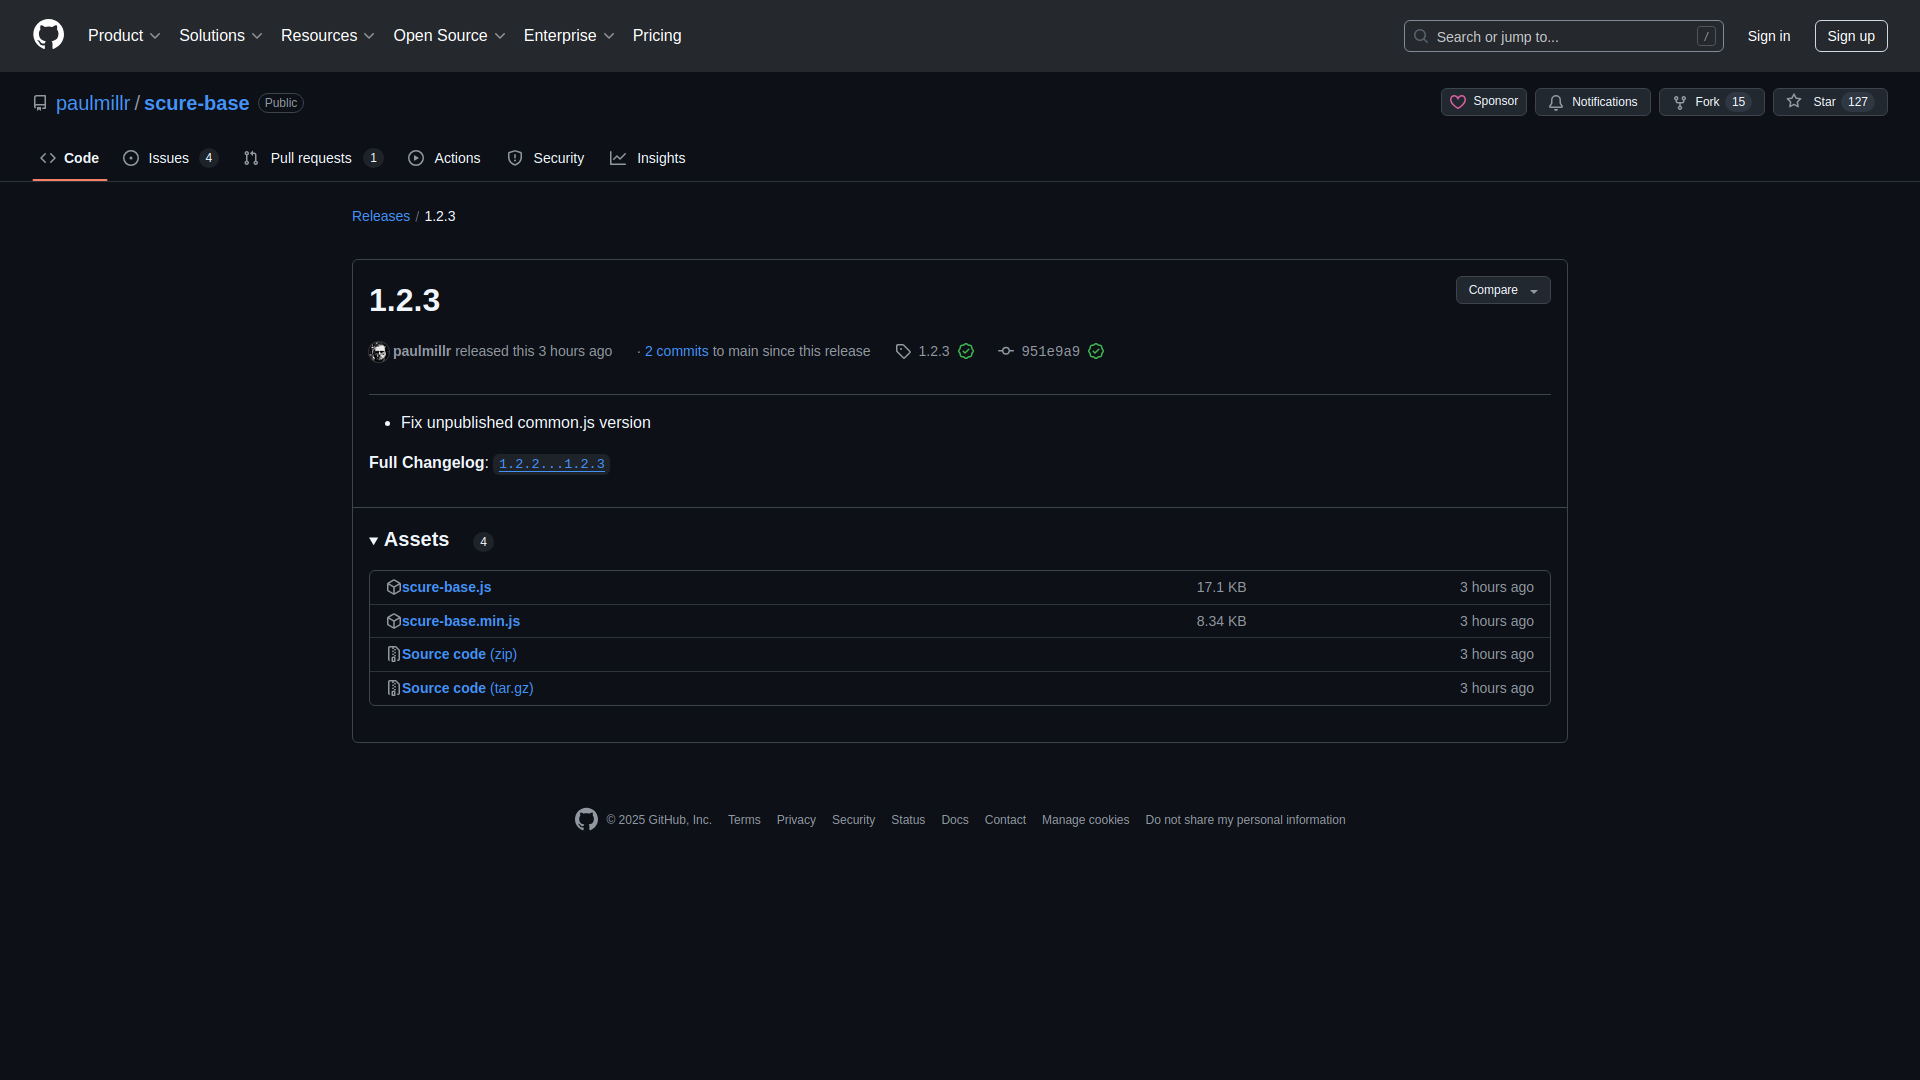 Product Solutions Resources Open Source Enterprise Pricing Search or jump to... / Sign in Sign up
paulmillr / scure-base Public Sponsor Notifications Fork 15 Star 127
Code Issues 4 Pull requests 1 Actions Security Insights
Releases / 1.2.3
1.2.3 Compare
paulmillr released this 3 hours ago · 2 commits to main since this release 1.2.3 951e9a9
• Fix unpublished common.js version
Full Changelog: 1.2.2...1.2.3
Assets 4
scure-base.js 17.1 KB 3 hours ago
scure-base.min.js 8.34 KB 3 hours ago
Source code (zip) 3 hours ago
Source code (tar.gz) 3 hours ago
© 2025 GitHub, Inc. Terms Privacy Security Status Docs Contact Manage cookies Do not share my personal information